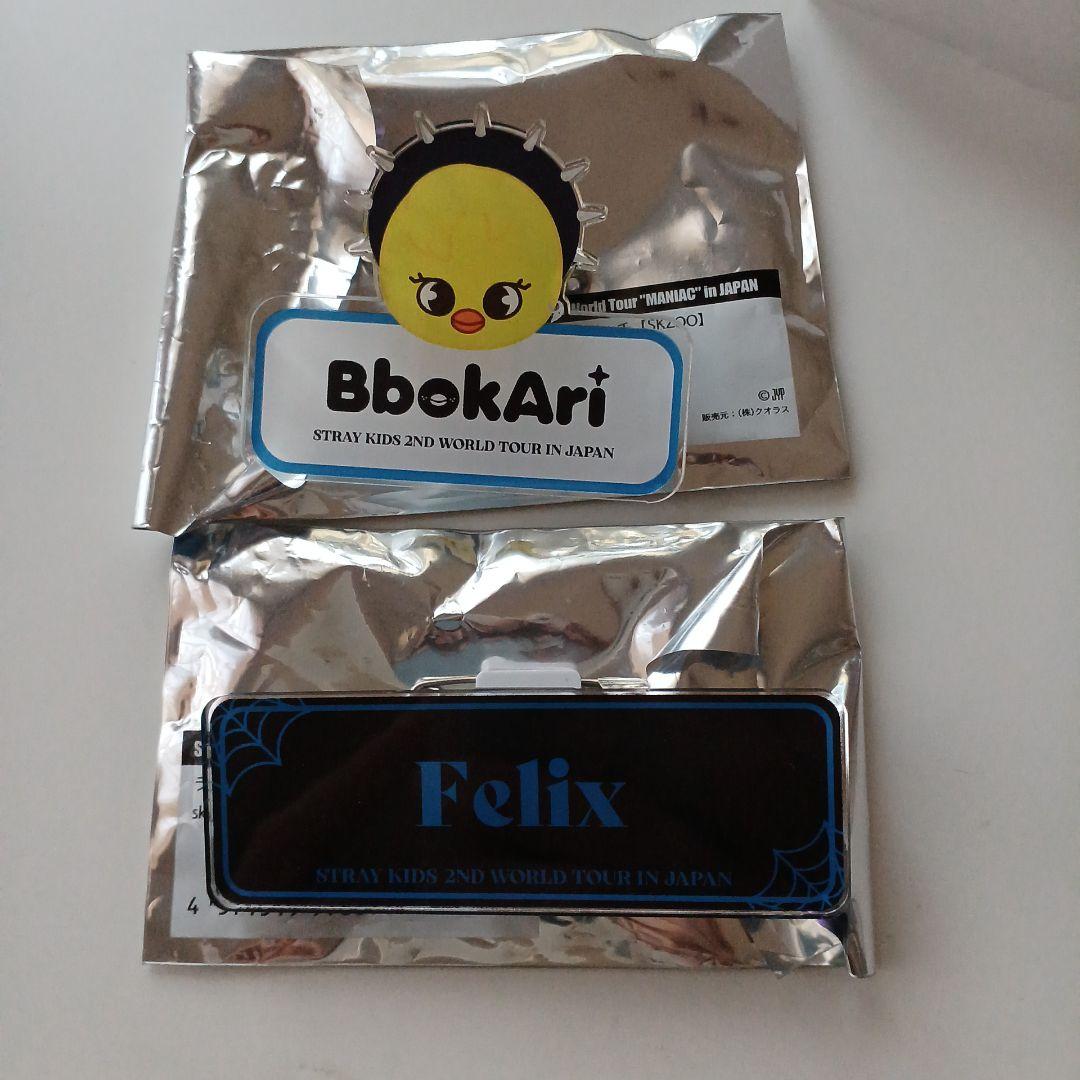 World Tour "MANIAC" in JAPAN
【SKZOO】
BbokAri
STRAY KIDS 2ND WORLD TOUR IN JAPAN
© JYP
販売元：（株）クオラス
Felix
STRAY KIDS 2ND WORLD TOUR IN JAPAN